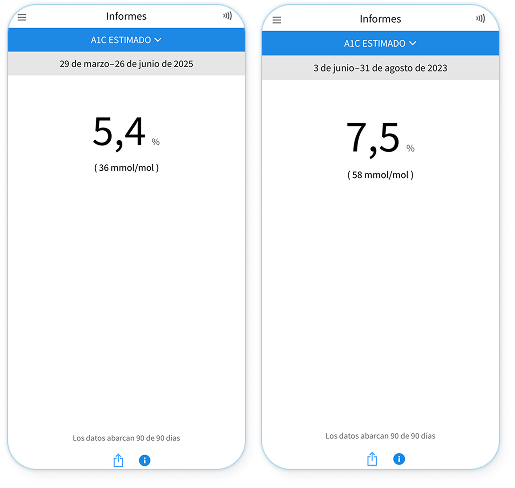 Informes
A1C ESTIMADO
29 de marzo–26 de junio de 2025
5,4 %
( 36 mmol/mol )
Los datos abarcan 90 de 90 días
Informes
A1C ESTIMADO
3 de junio–31 de agosto de 2023
7,5 %
( 58 mmol/mol )
Los datos abarcan 90 de 90 días